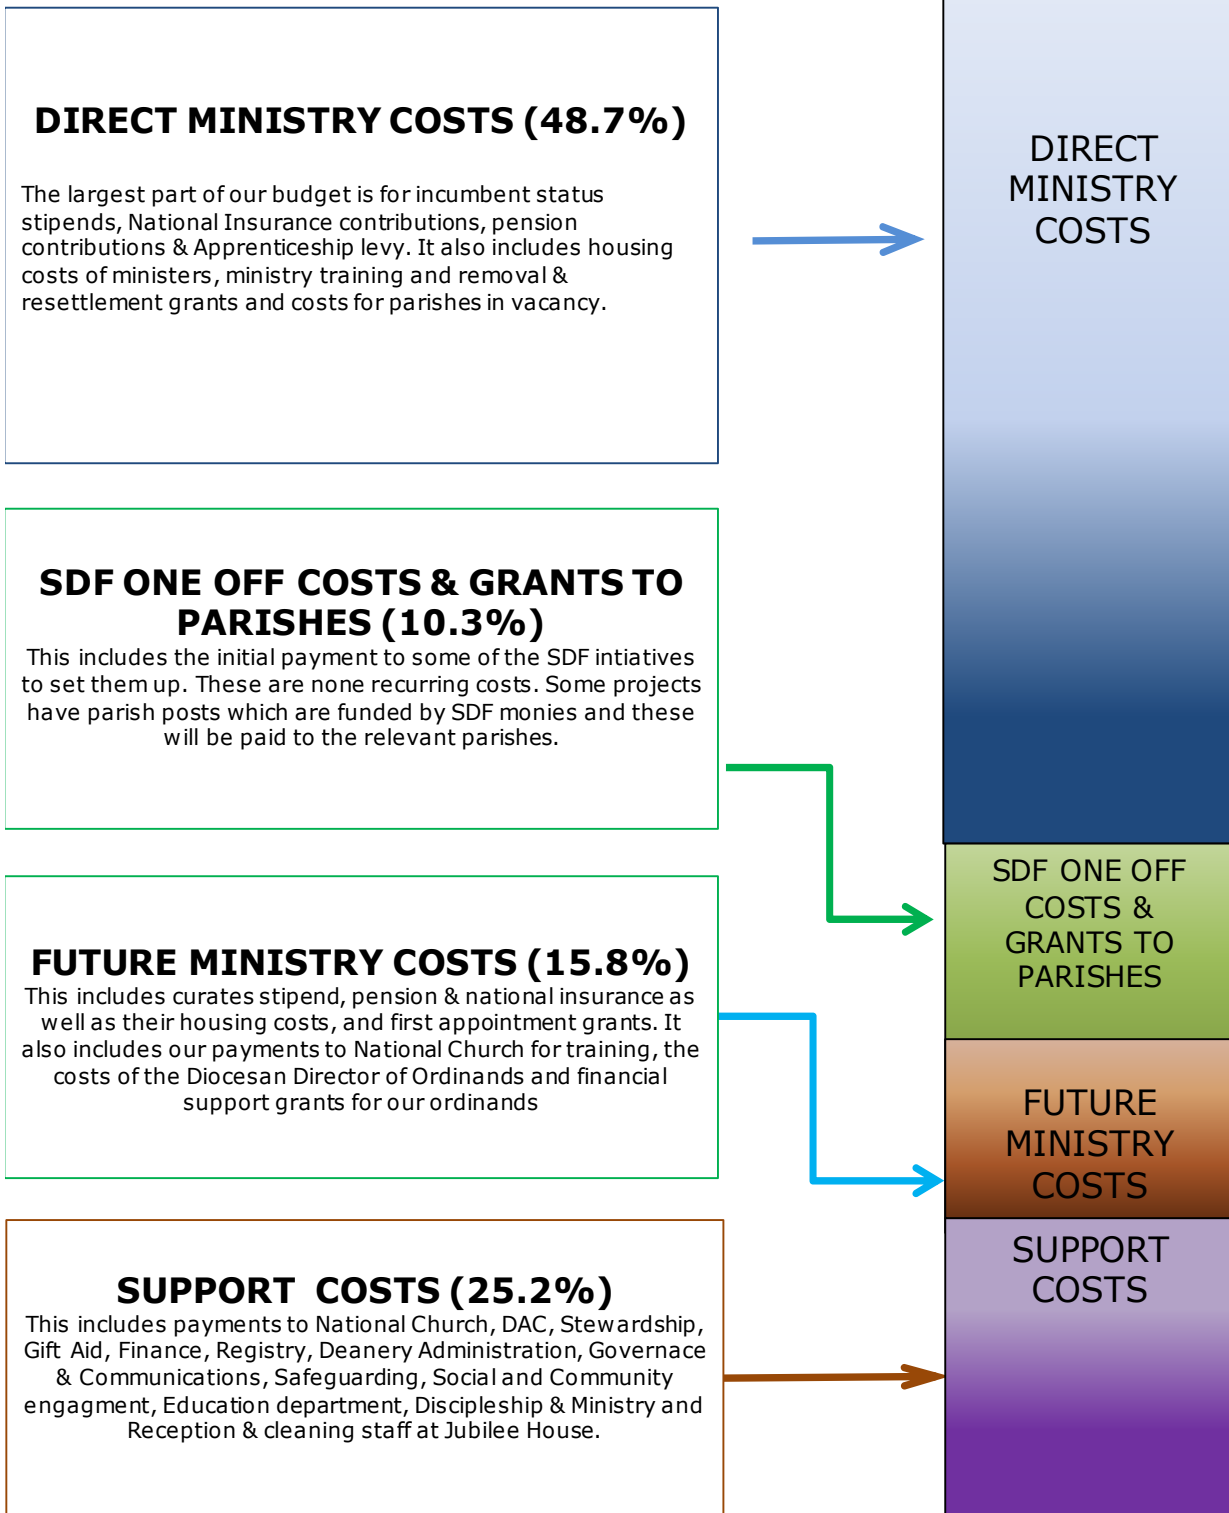 DIRECT MINISTRY COSTS (48.7%)
The largest part of our budget is for incumbent status
stipends, National Insurance contributions, pension
contributions & Apprenticeship levy. It also includes housing
costs of ministers, ministry training and removal &
resettlement grants and costs for parishes in vacancy.
DIRECT
MINISTRY
COSTS
SDF ONE OFF COSTS & GRANTS TO
PARISHES (10.3%)
This includes the initial payment to some of the SDF intiatives
to set them up. These are none recurring costs. Some projects
have parish posts which are funded by SDF monies and these
will be paid to the relevant parishes.
SDF ONE OFF
COSTS &
GRANTS TO
PARISHES
FUTURE MINISTRY COSTS (15.8%)
This includes curates stipend, pension & national insurance as
well as their housing costs, and first appointment grants. It
also includes our payments to National Church for training, the
costs of the Diocesan Director of Ordinands and financial
support grants for our ordinands
FUTURE
MINISTRY
COSTS
SUPPORT COSTS (25.2%)
This includes payments to National Church, DAC, Stewardship,
Gift Aid, Finance, Registry, Deanery Administration, Governace
& Communications, Safeguarding, Social and Community
engagment, Education department, Discipleship & Ministry and
Reception & cleaning staff at Jubilee House.
SUPPORT
COSTS